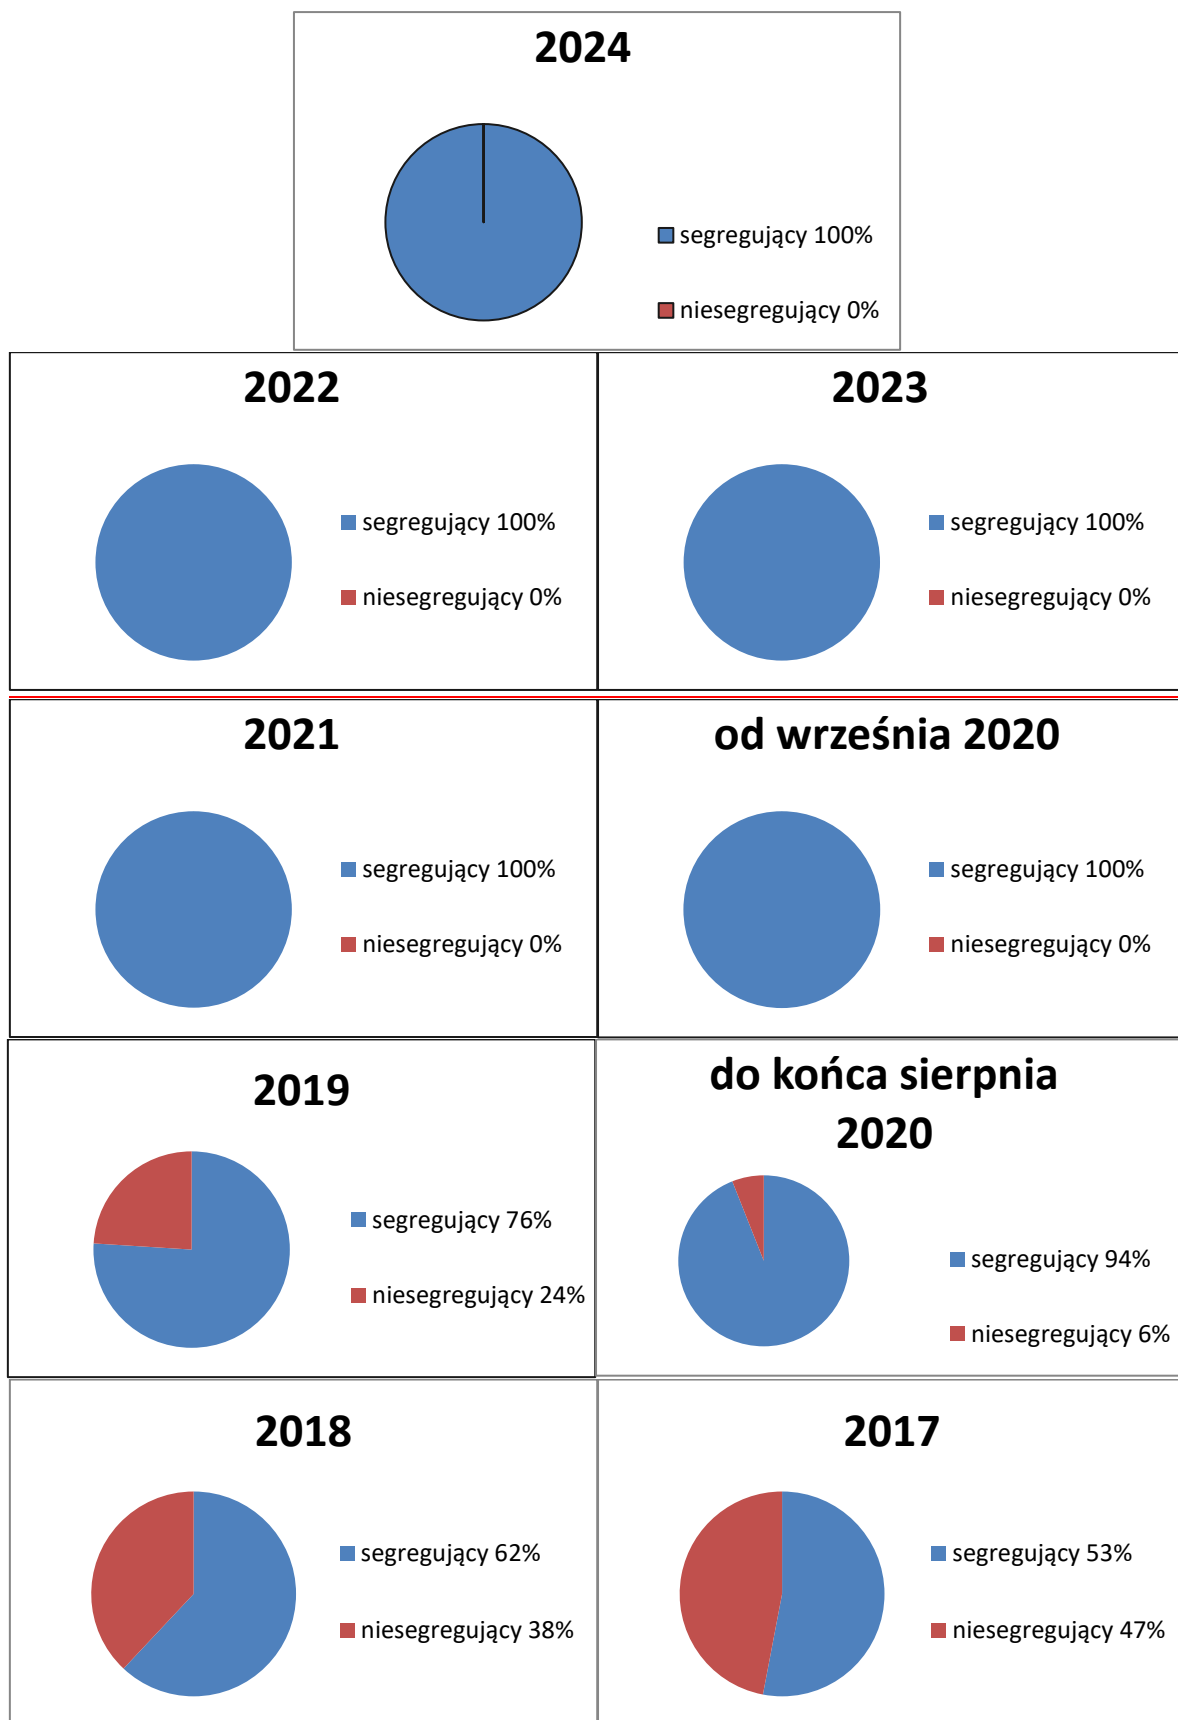 2024
segregujący 100%
niesegregujący 0%
2022
segregujący 100%
niesegregujący 0%
2023
segregujący 100%
niesegregujący 0%
2021
segregujący 100%
niesegregujący 0%
od września 2020
segregujący 100%
niesegregujący 0%
2019
segregujący 76%
niesegregujący 24%
do końca sierpnia
2020
segregujący 94%
niesegregujący 6%
2018
segregujący 62%
niesegregujący 38%
2017
segregujący 53%
niesegregujący 47%